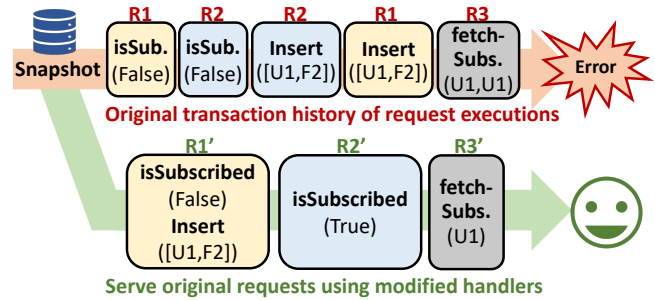 R1 R2 R2 R1 R3
Snapshot
isSub.
(False)
isSub.
(False)
Insert
([U1,F2])
Insert
([U1,F2])
fetch-
Subs.
(U1,U1)
Error
Original transaction history of request executions
R1' R2' R3'
isSubscribed
(False)
Insert
([U1,F2])
isSubscribed
(True)
fetch-
Subs.
(U1)
Serve original requests using modified handlers